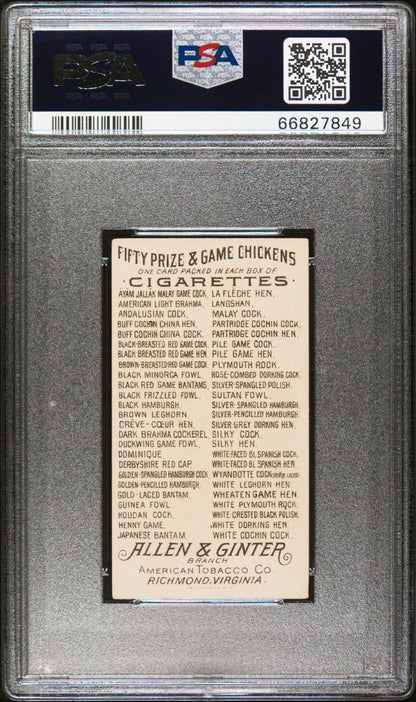 PSA
PSA
66827849
FIFTY PRIZE & GAME CHICKENS
ONE CARD PACKED IN EACH BOX OF
· CIGARETTES ·
AYAM JALLAK MALAY GAME COCK, LA FLÈCHE HEN,
AMERICAN LIGHT BRAHMA, LANGSHAN,
ANDALUSIAN COCK, MALAY COCK,
BUFF COCHIN CHINA HEN, PARTRIDGE COCHIN COCK,
BUFF COCHIN CHINA COCK, PARTRIDGE COCHIN HEN,
BLACK-BREASTED RED GAME COCK, PILE GAME COCK,
BLACK-BREASTED RED GAME HEN, PILE GAME HEN,
BROWN-BREASTED RED GAME COCK, PLYMOUTH ROCK,
BLACK MINORCA FOWL, ROSE-COMBED DORKING COCK,
BLACK RED GAME BANTAMS, SILVER-SPANGLED POLISH,
BLACK FRIZZLED FOWL, SULTAN FOWL,
BLACK HAMBURGH, SILVER-SPANGLED HAMBURGH,
BROWN LEGHORN, SILVER-PENCILLED HAMBURGH,
CRÈVE-CŒUR HEN, SILVER GREY DORKING HEN,
DARK BRAHMA COCKEREL, SILKY COCK,
DUCKWING GAME FOWL, SILKY HEN,
DOMINIQUE, WHITE-FACED BL. SPANISH COCK,
DERBYSHIRE RED CAP, WHITE-FACED BL. SPANISH HEN,
GOLDEN-SPANGLED HAMBURGH COCK, WYANDOTTE COCK
GOLDEN-PENCILLED HAMBURGH, WHITE LEGHORN HEN,
GOLD-LACED BANTAM, WHEATEN GAME HEN,
GUINEA FOWL, WHITE PLYMOUTH ROCK,
HOUDAN COCK, WHITE-CRESTED BLACK POLISH,
HENNY GAME, WHITE DORKING HEN,
JAPANESE BANTAM, WHITE COCHIN COCK,
ALLEN & GINTER
BRANCH
AMERICAN TOBACCO CO.
RICHMOND, VIRGINIA.